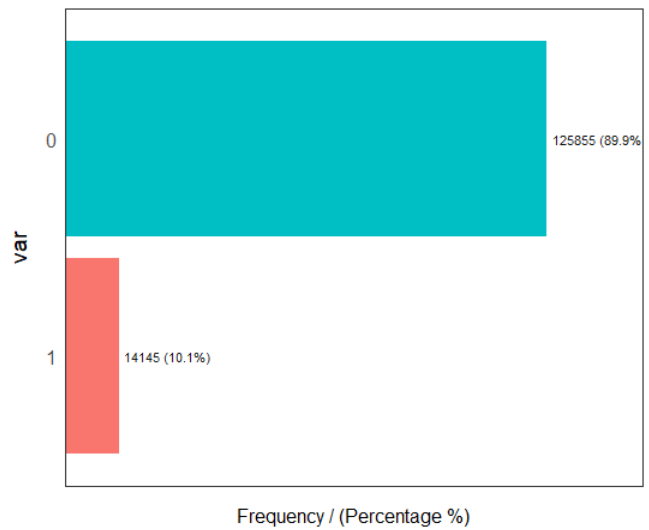 0
125855 (89.9%
var
1
14145 (10.1%)
Frequency / (Percentage %)